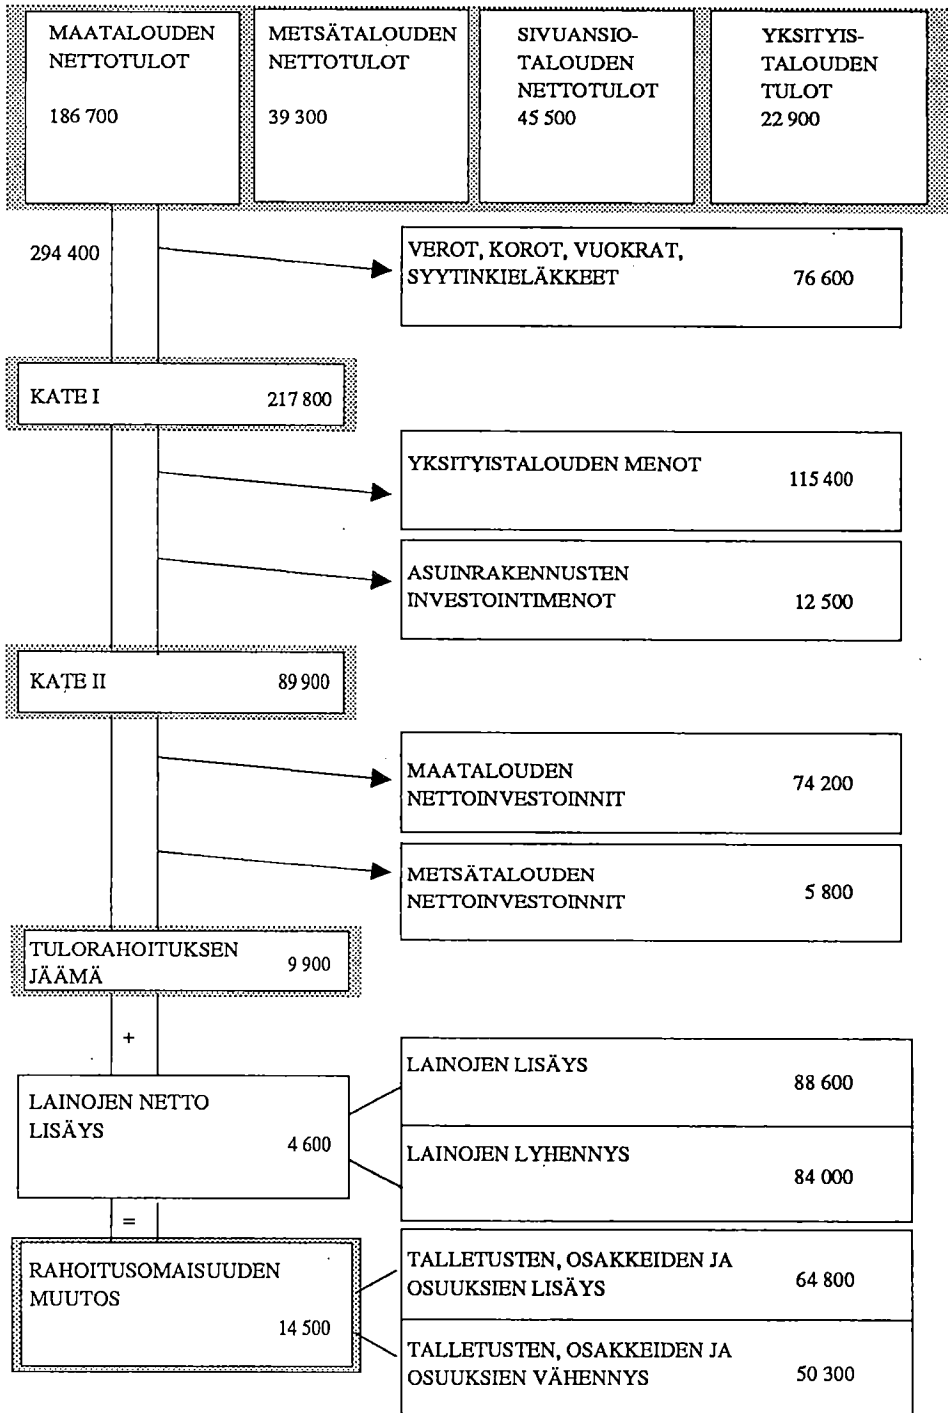 MAATALOUDEN
NETTOTULOT
186 700
METSÄTALOUDEN
NETTOTULOT
39 300
SIVUANSIO-
TALOUDEN
NETTOTULOT
45 500
YKSITYIS-
TALOUDEN
TULOT
22 900
294 400
VEROT, KOROT, VUOKRAT,
SYYTINKIELÄKKEET 76 600
KATE I 217 800
YKSITYISTALOUDEN MENOT 115 400
ASUINRAKENNUSTEN
INVESTOINTIMENOT 12 500
KATE II 89 900
MAATALOUDEN
NETTOINVESTOINNIT 74 200
METSÄTALOUDEN
NETTOINVESTOINNIT 5 800
TULORAHOITUKSEN
JÄÄMÄ 9 900
+
LAINOJEN LISÄYS 88 600
LAINOJEN NETTO
LISÄYS 4 600
LAINOJEN LYHENNYS 84 000
=
RAHOITUSOMAISUUDEN
MUUTOS
14 500
TALLETUSTEN, OSAKKEIDEN JA
OSUUKSIEN LISÄYS 64 800
TALLETUSTEN, OSAKKEIDEN JA
OSUUKSIEN VÄHENNYS 50 300